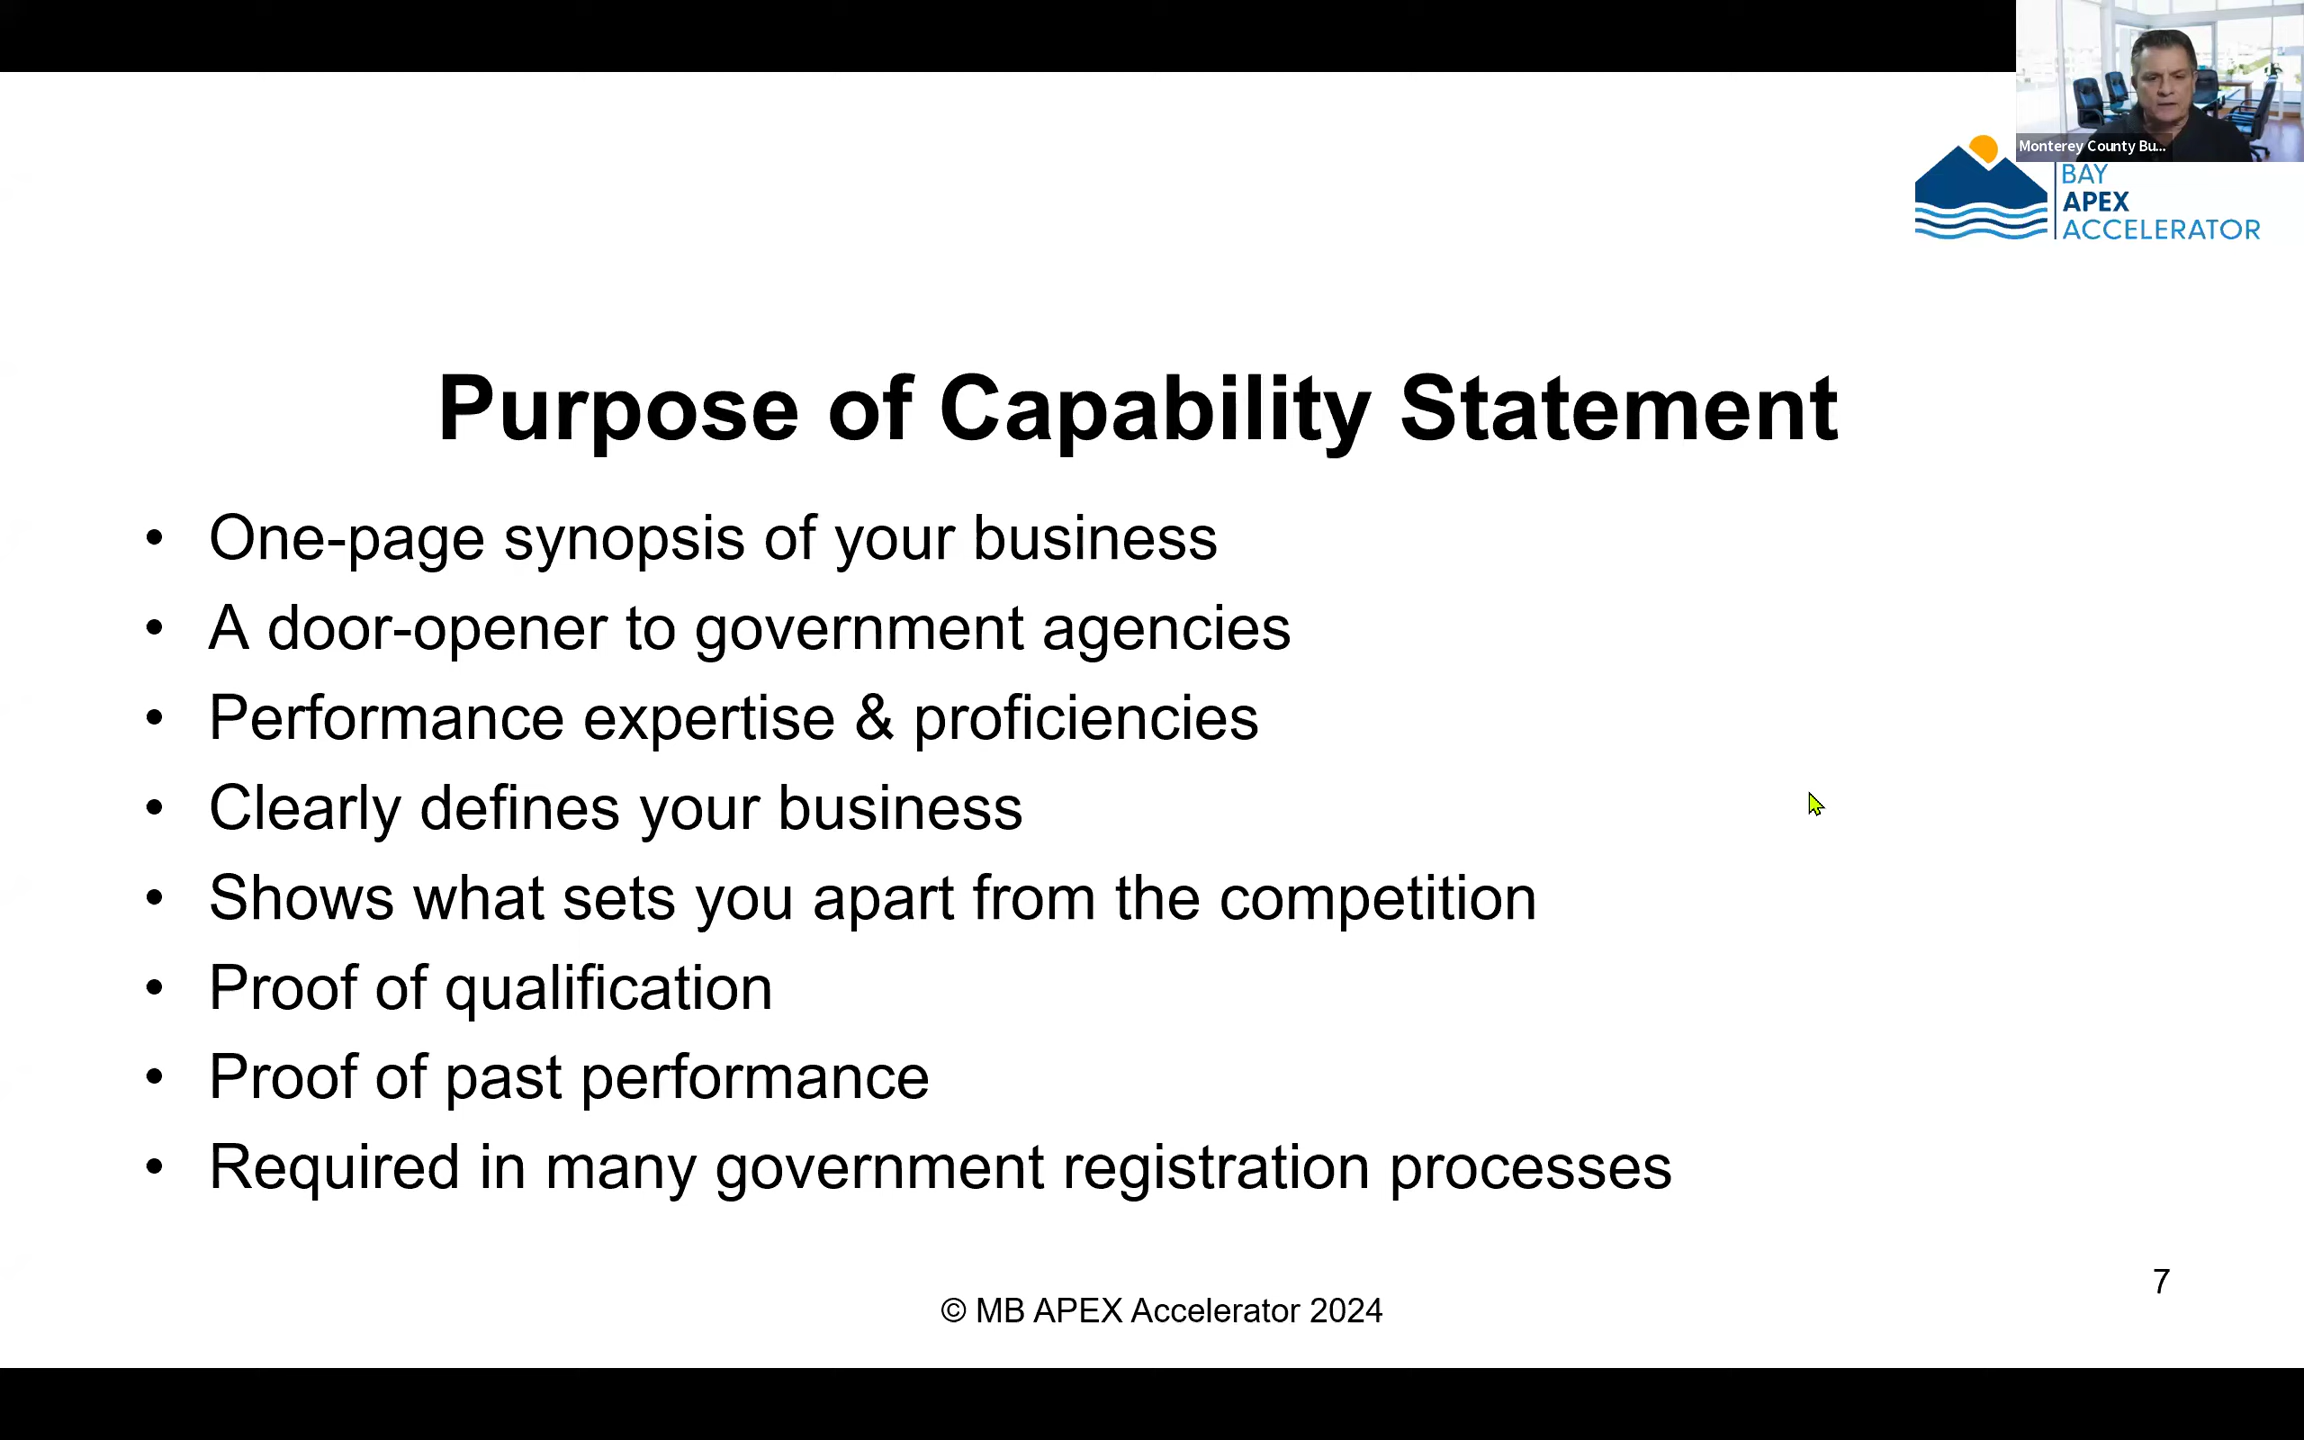 Monterey County Bu...
BAY
APEX
ACCELERATOR
Purpose of Capability Statement
• One-page synopsis of your business
• A door-opener to government agencies
• Performance expertise & proficiencies
• Clearly defines your business
• Shows what sets you apart from the competition
• Proof of qualification
• Proof of past performance
• Required in many government registration processes
7
© MB APEX Accelerator 2024